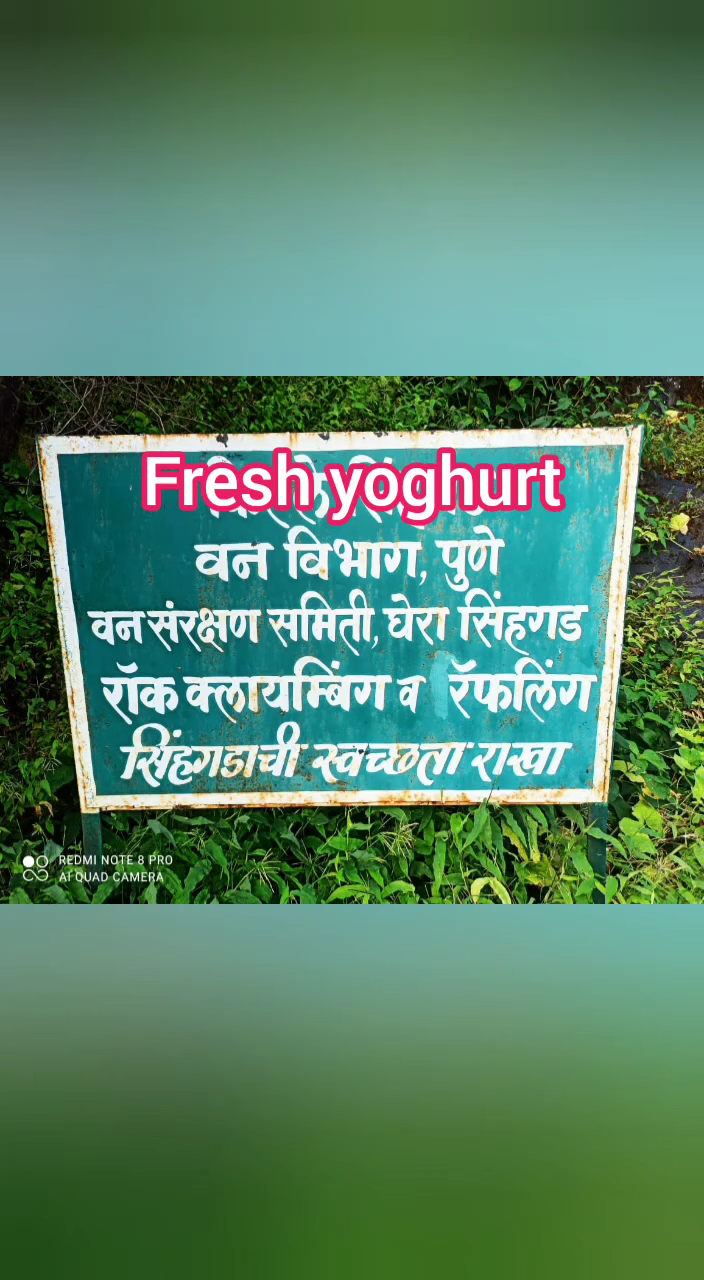 Fresh yoghurt
वन विभाग, पुणे
वन संरक्षण समिती, घेरा सिंहगड
रॉक क्लायम्बिंग व रॅफलिंग
सिंहगडाची स्वच्छता राखा
REDMI NOTE 8 PRO
AI QUAD CAMERA